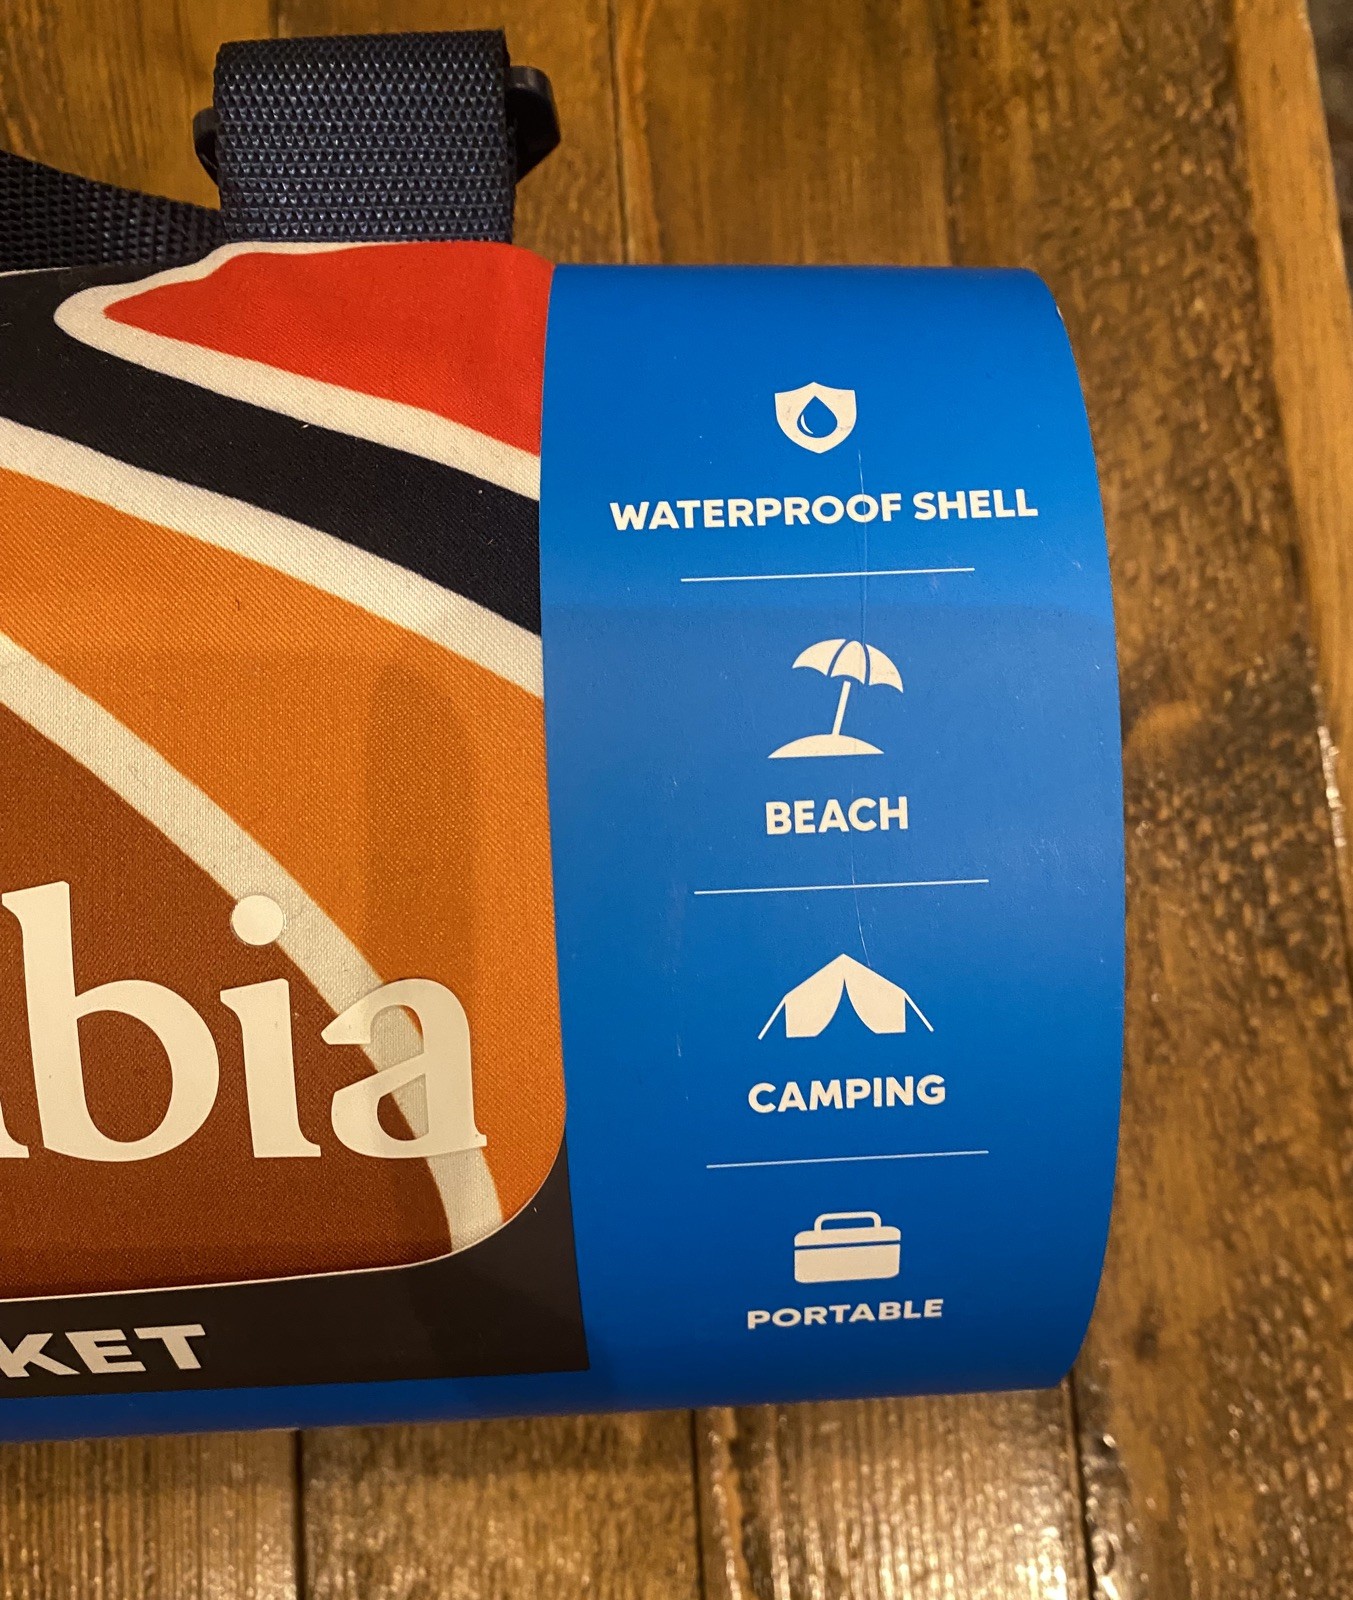 WATERPROOF SHELL
BEACH
CAMPING
PORTABLE
bia
KET